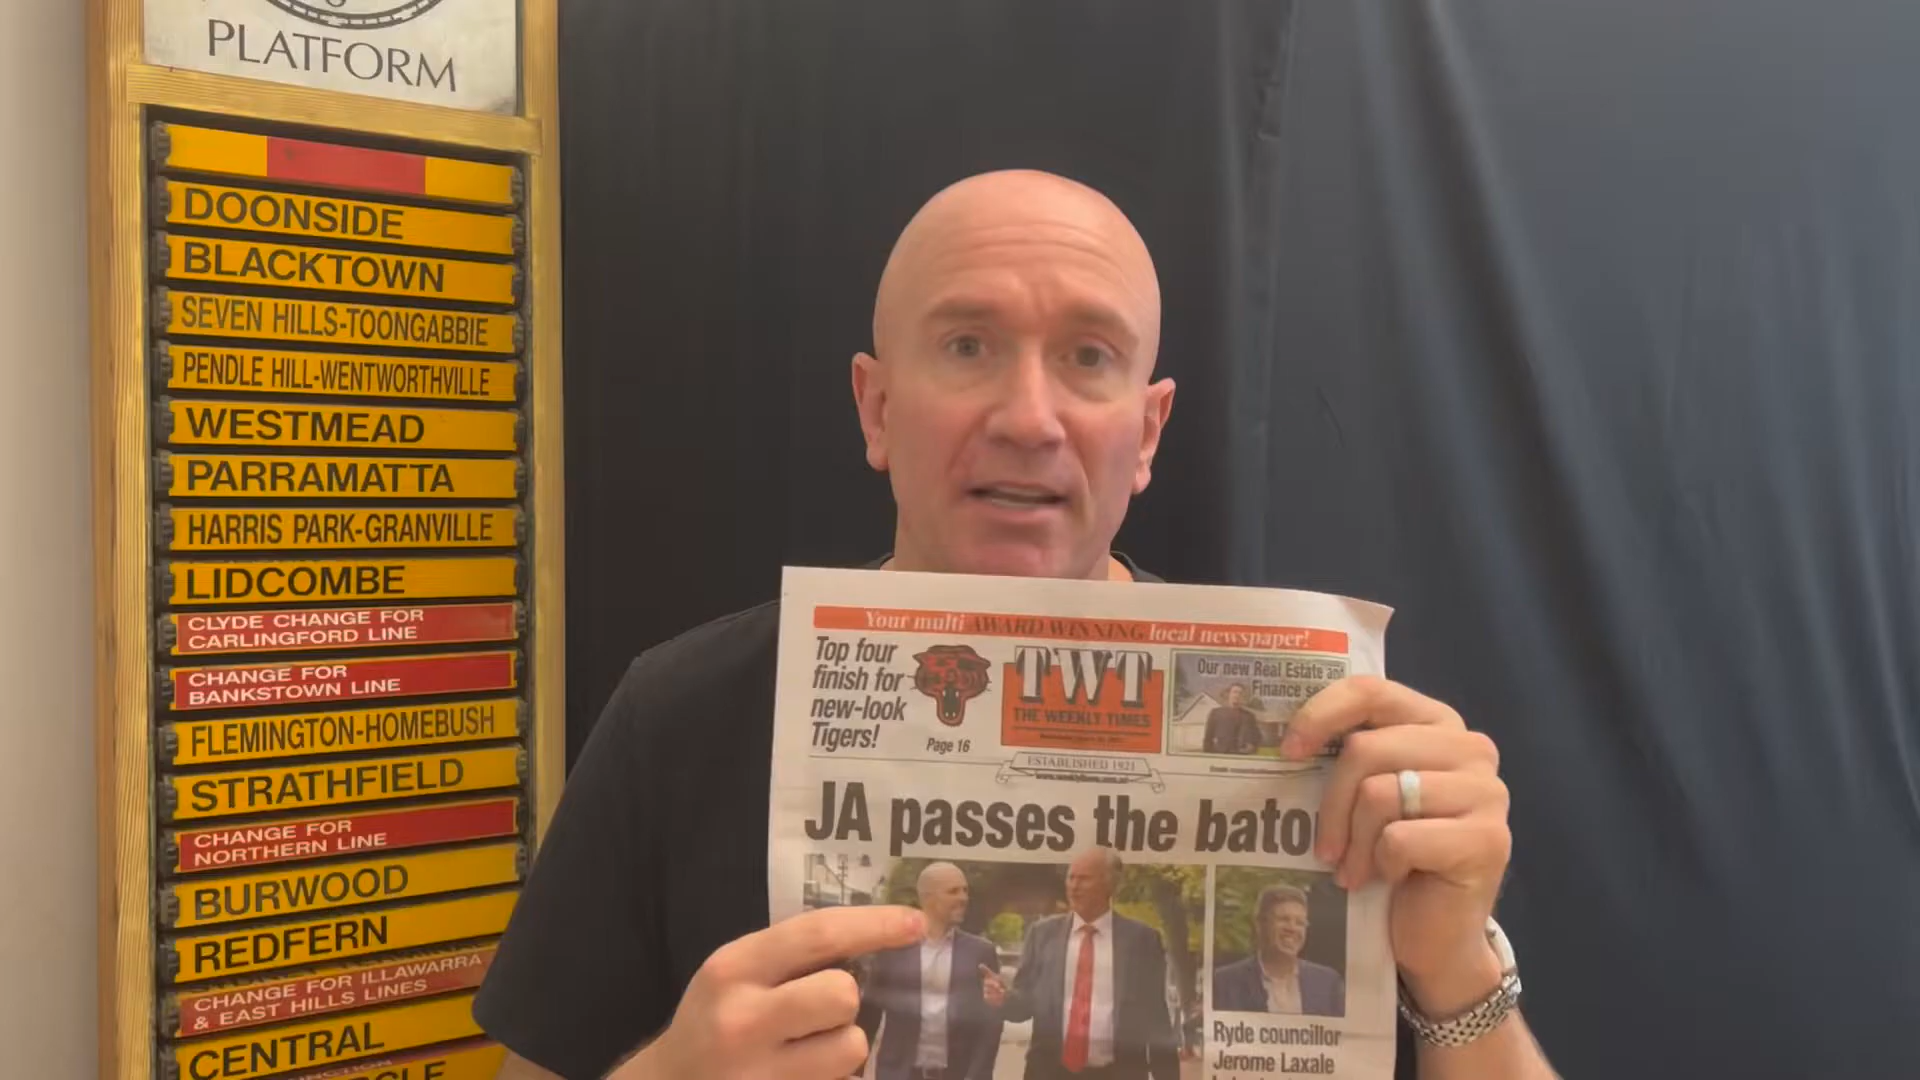 PLATFORM
DOONSIDE
BLACKTOWN
SEVEN HILLS-TOONGABBIE
PENDLE HILL-WENTWORTHVILLE
WESTMEAD
PARRAMATTA
HARRIS PARK-GRANVILLE
LIDCOMBE
CLYDE CHANGE FOR
CARLINGFORD LINE
CHANGE FOR
BANKSTOWN LINE
FLEMINGTON-HOMEBUSH
STRATHFIELD
CHANGE FOR
NORTHERN LINE
BURWOOD
REDFERN
CHANGE FOR ILLAWARRA
& EAST HILLS LINES
CENTRAL
Your multi AWARD WINNING local newspaper!
Top four
finish for
new-look
Tigers!
Page 16
TWT
THE WEEKLY TIMES
ESTABLISHED 1921
Our new Real Estate and
Finance
JA passes the
Ryde councillor
Jerome Laxale